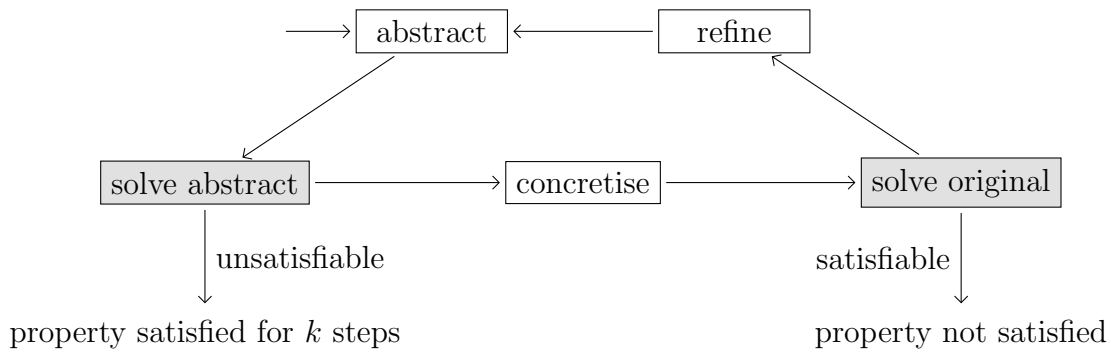 abstract
refine
solve abstract
concretise
solve original
unsatisfiable
satisfiable
property satisfied for k steps
property not satisfied